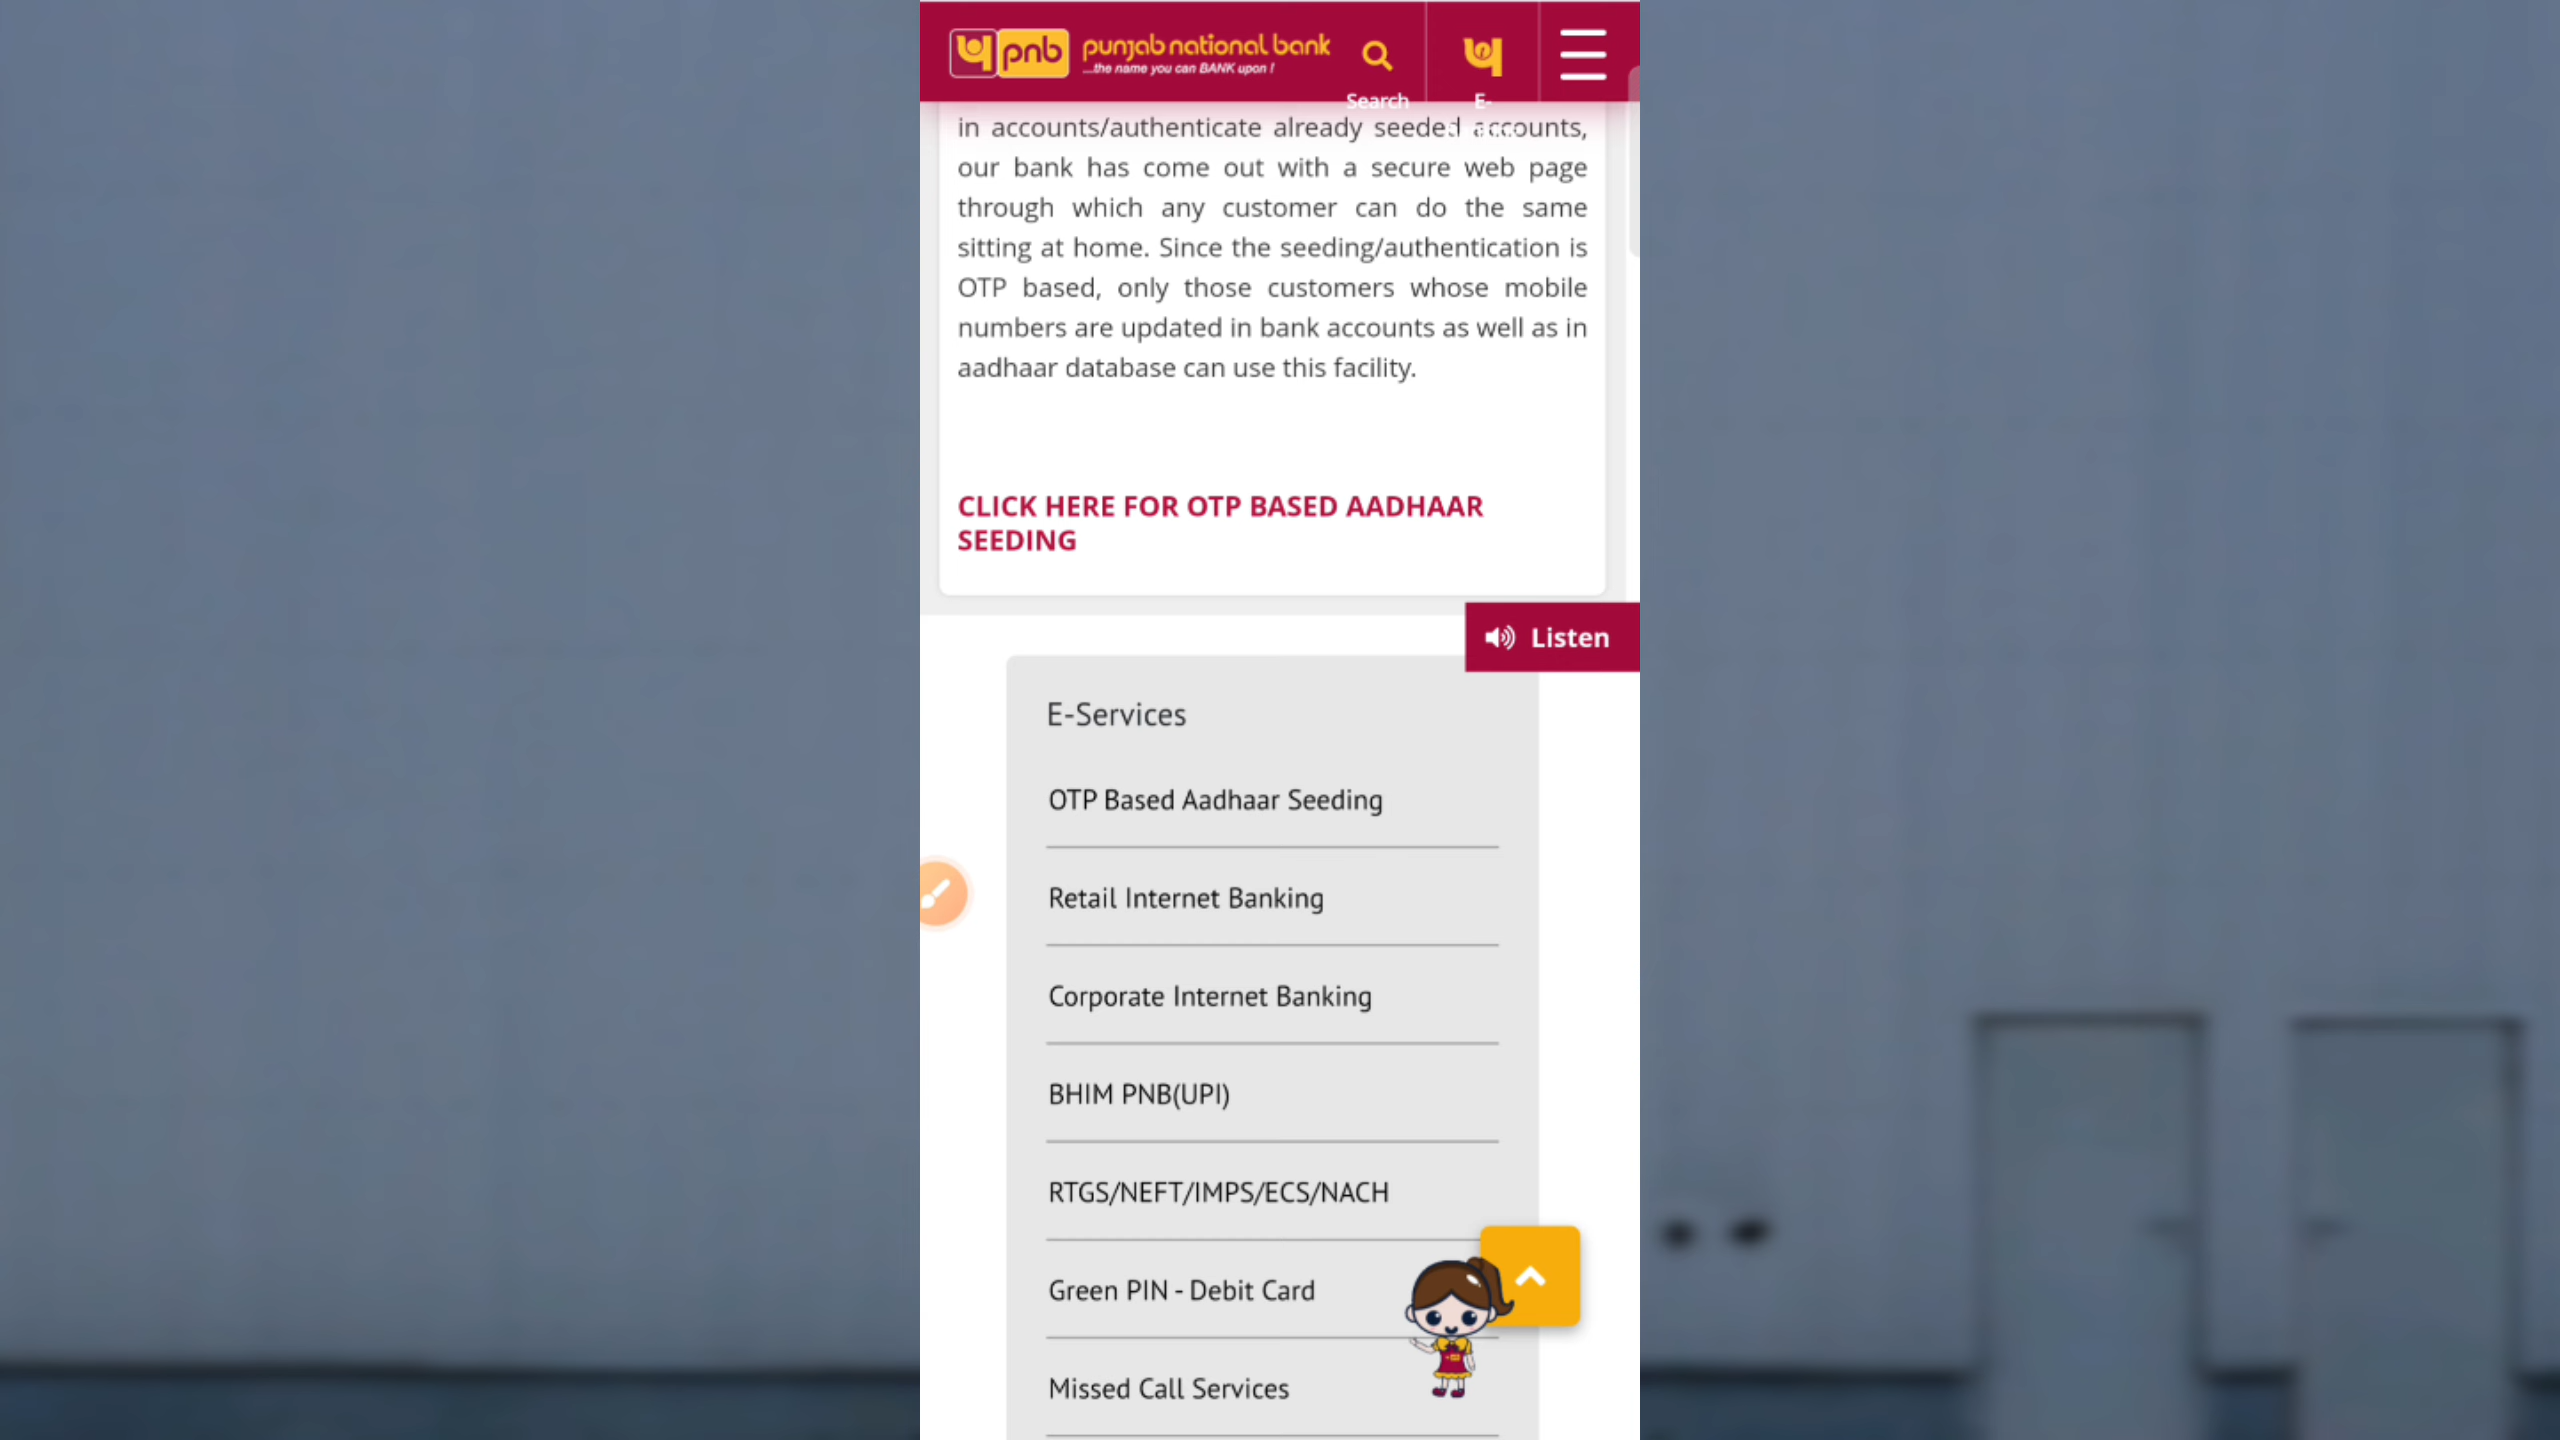 प pnb punjab national bank
...the name you can BANK upon !
Search
E-
in accounts/authenticate already seeded accounts,
our bank has come out with a secure web page
through which any customer can do the same
sitting at home. Since the seeding/authentication is
OTP based, only those customers whose mobile
numbers are updated in bank accounts as well as in
aadhaar database can use this facility.
CLICK HERE FOR OTP BASED AADHAAR
SEEDING
Listen
E-Services
OTP Based Aadhaar Seeding
Retail Internet Banking
Corporate Internet Banking
BHIM PNB(UPI)
RTGS/NEFT/IMPS/ECS/NACH
Green PIN - Debit Card
Missed Call Services